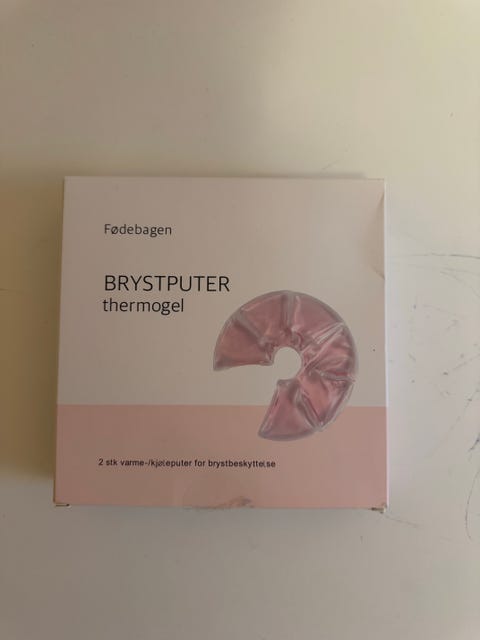 Fødebagen
BRYSTPUTER
thermogel
2 stk varme-/kjøleputer for brystbeskyttelse